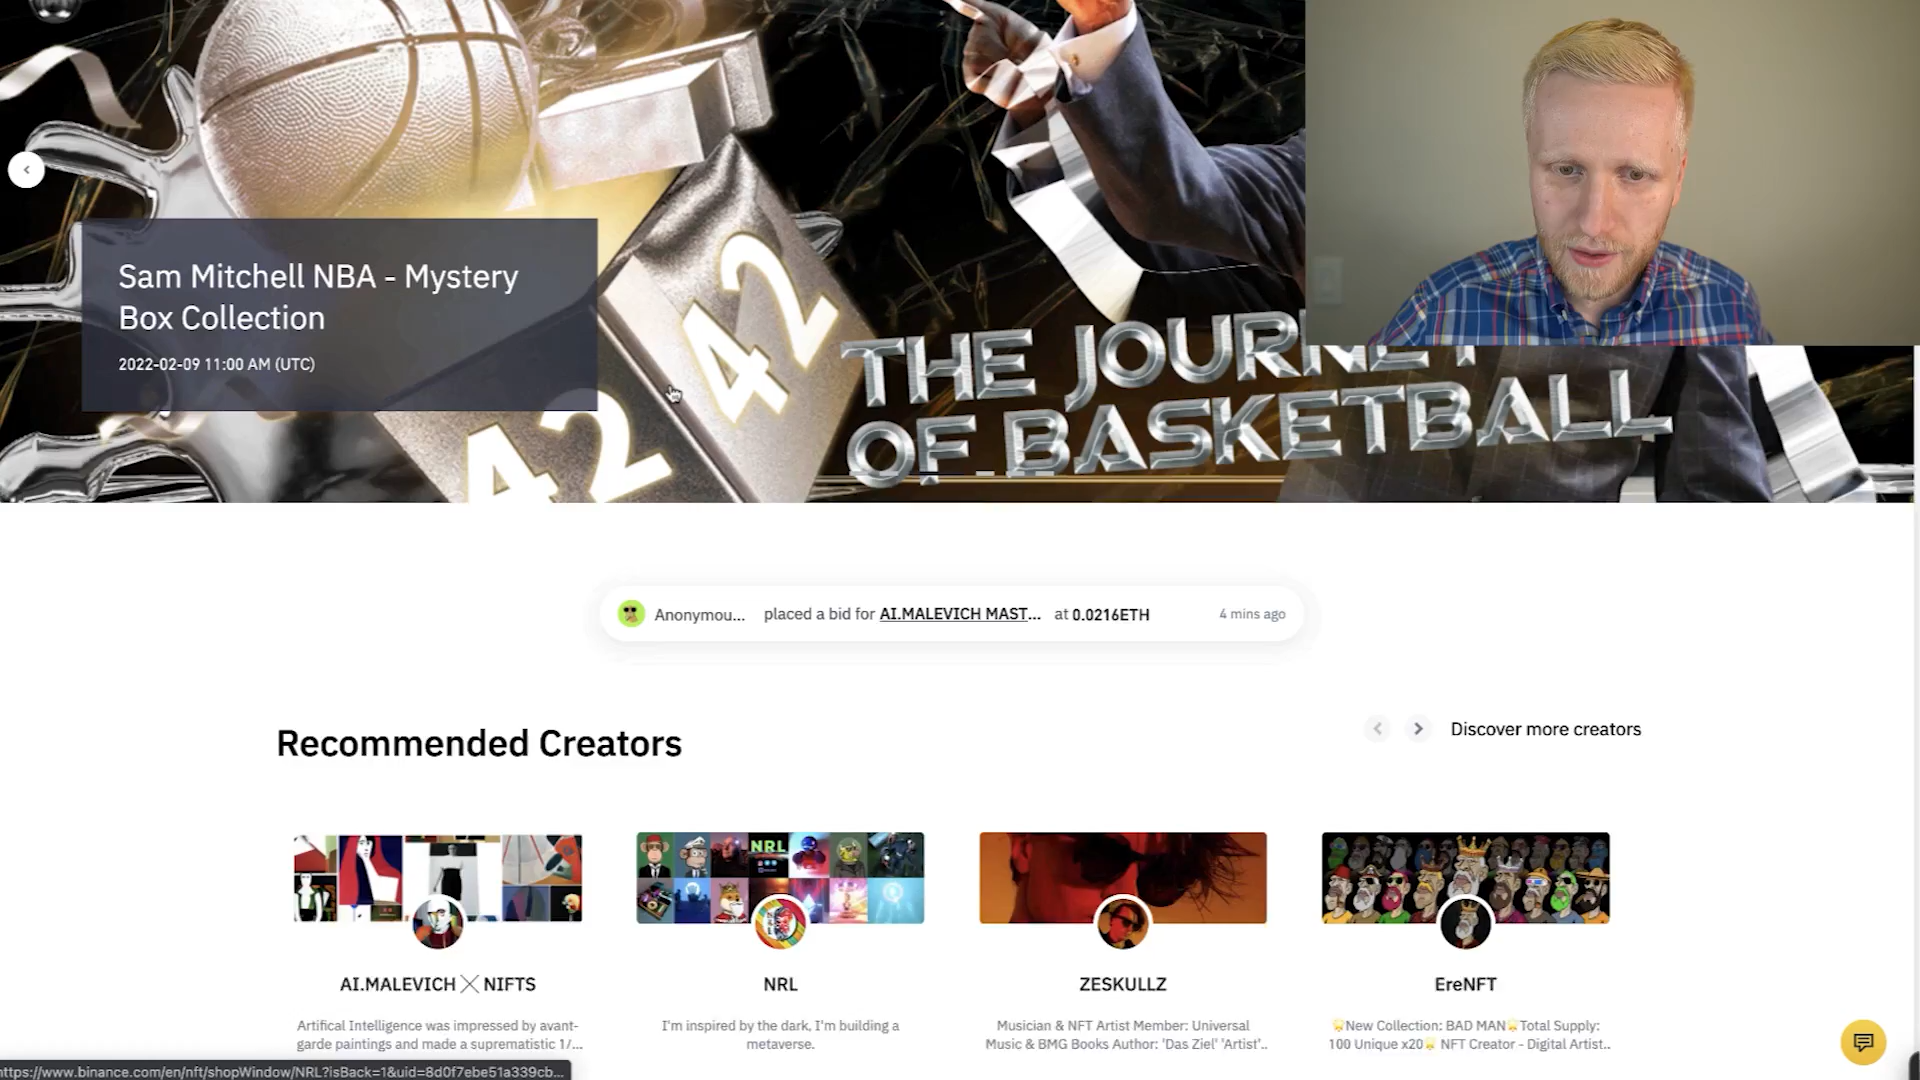 Sam Mitchell NBA - Mystery
Box Collection
2022-02-09 11:00 AM (UTC)
42
42
THE JOURNEY
OF BASKETBALL
Anonymou... placed a bid for AI.MALEVICH MAST... at 0.0216ETH 4 mins ago
Recommended Creators
Discover more creators
NRL
AI.MALEVICH╳NIFTS
NRL
ZESKULLZ
EreNFT
Artifical Intelligence was impressed by avant-
garde paintings and made a suprematistic 1/...
I'm inspired by the dark, I'm building a
metaverse.
Musician & NFT Artist Member: Universal
Music & BMG Books Author: 'Das Ziel' 'Artist'..
🌟New Collection: BAD MAN🌟Total Supply:
100 Unique x20🌟 NFT Creator - Digital Artist..
https://www.binance.com/en/nft/shopWindow/NRL?isBack=1&uid=8d0f7ebe51a339cb...